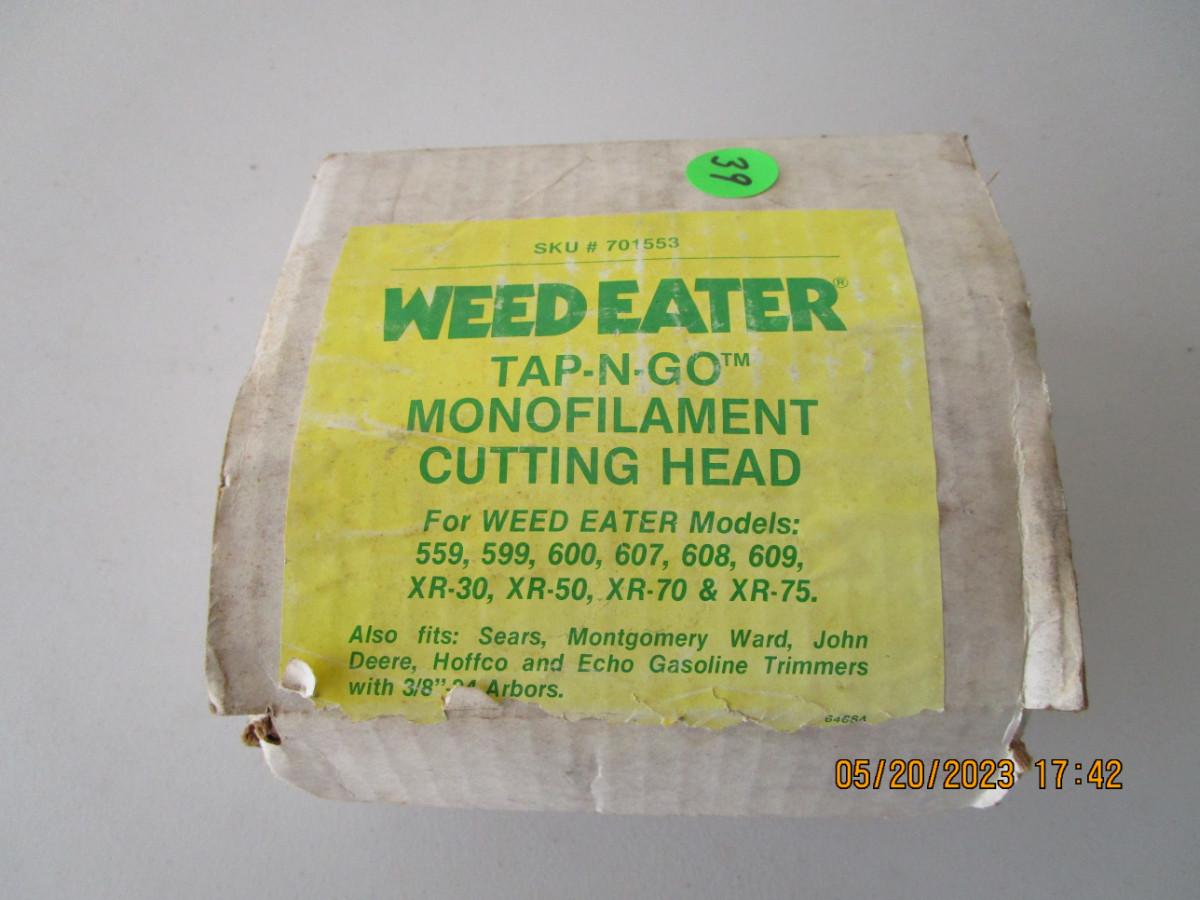 39
SKU # 701553
WEED EATER®
TAP-N-GO™
MONOFILAMENT
CUTTING HEAD
For WEED EATER Models:
559, 599, 600, 607, 608, 609,
XR-30, XR-50, XR-70 & XR-75.
Also fits: Sears, Montgomery Ward, John
Deere, Hoffco and Echo Gasoline Trimmers
with 3/8"-24 Arbors.
05/20/2023 17:42